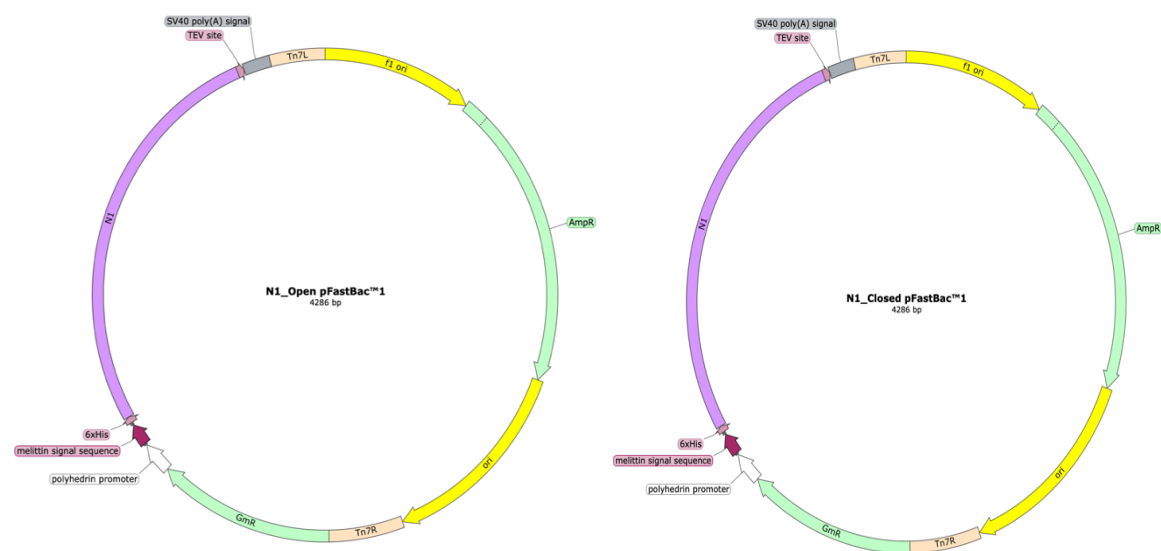 SV40 poly(A) signal
TEV site
Tn7L
f1 ori
AmpR
ori
Tn7R
GmR
polyhedrin promoter
melittin signal sequence
6xHis
N1
N1_Open pFastBac™1
4286 bp
SV40 poly(A) signal
TEV site
Tn7L
f1 ori
AmpR
ori
Tn7R
GmR
polyhedrin promoter
melittin signal sequence
6xHis
N1
N1_Closed pFastBac™1
4286 bp